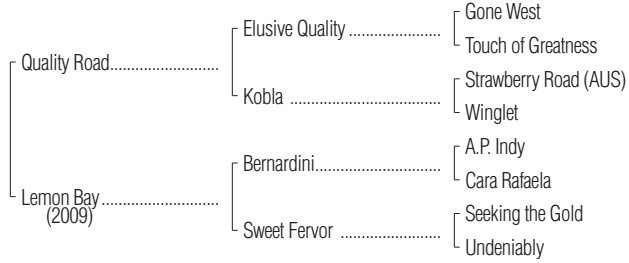 Gone West
Elusive Quality
Touch of Greatness
Quality Road
Strawberry Road (AUS)
Kobla
Winglet
A.P. Indy
Bernardini
Cara Rafaela
Lemon Bay
(2009)
Seeking the Gold
Sweet Fervor
Undeniably